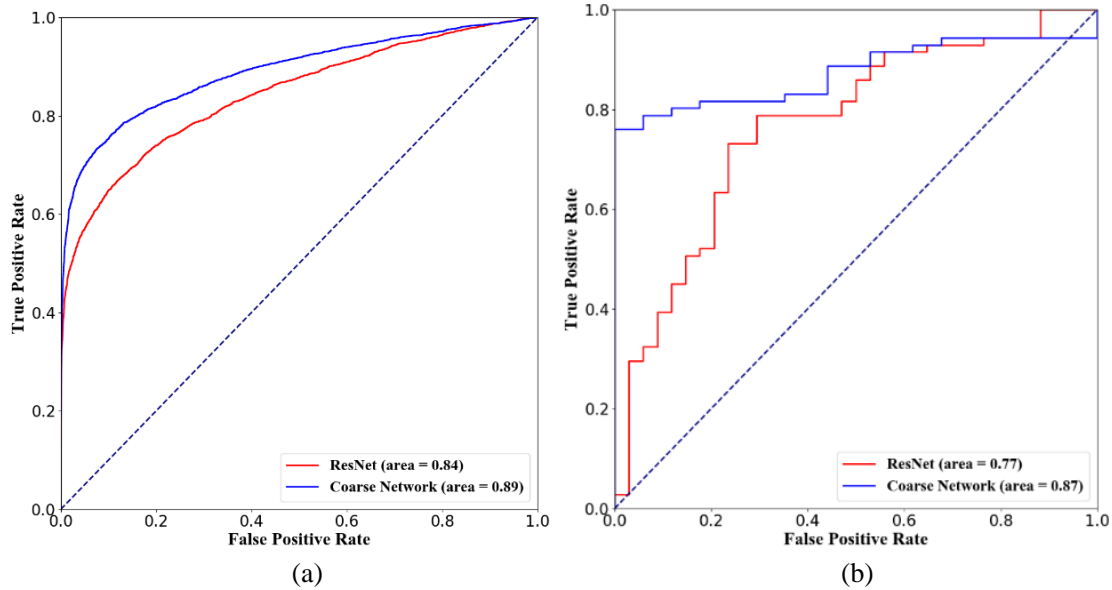 1.0
0.8
0.6
0.4
0.2
0.0
True Positive Rate
0.0 0.2 0.4 0.6 0.8 1.0
False Positive Rate
ResNet (area = 0.84)
Coarse Network (area = 0.89)
(a)
1.0
0.8
0.6
0.4
0.2
0.0
True Positive Rate
0.0 0.2 0.4 0.6 0.8 1.0
False Positive Rate
ResNet (area = 0.77)
Coarse Network (area = 0.87)
(b)